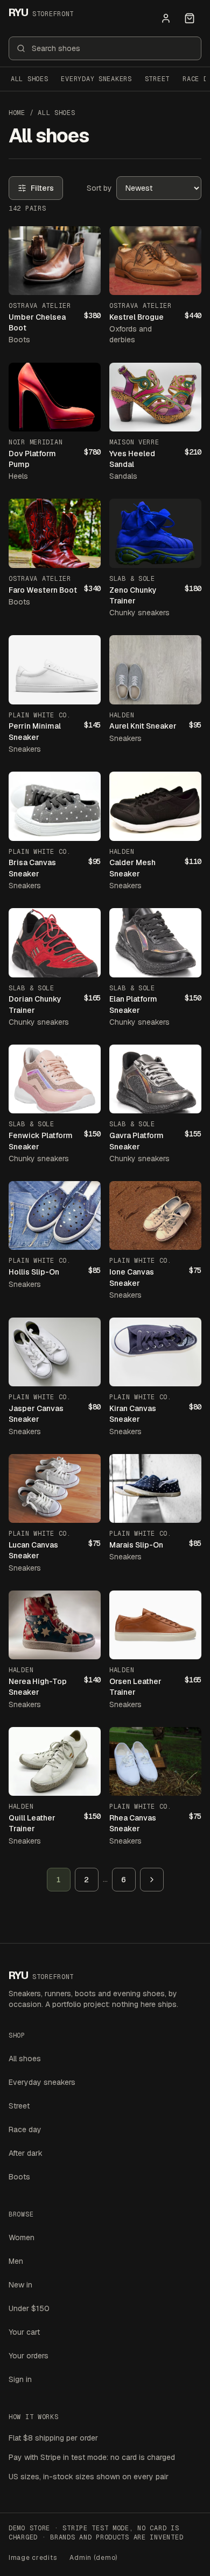 RYU STOREFRONT
Search shoes
ALL SHOES EVERYDAY SNEAKERS STREET RACE
HOME / ALL SHOES
All shoes
Filters Sort by Newest
142 PAIRS
OSTRAVA ATELIER
Umber Chelsea Boot $380
Boots
OSTRAVA ATELIER
Kestrel Brogue $440
Oxfords and derbies
NOIR MERIDIAN
Dov Platform Pump $780
Heels
MAISON VERRE
Yves Heeled Sandal $210
Sandals
OSTRAVA ATELIER
Faro Western Boot $340
Boots
SLAB & SOLE
Zeno Chunky Trainer $180
Chunky sneakers
PLAIN WHITE CO.
Perrin Minimal Sneaker $145
Sneakers
HALDEN
Aurel Knit Sneaker $95
Sneakers
PLAIN WHITE CO.
Brisa Canvas Sneaker $95
Sneakers
HALDEN
Calder Mesh Sneaker $110
Sneakers
SLAB & SOLE
Dorian Chunky Trainer $165
Chunky sneakers
SLAB & SOLE
Elan Platform Sneaker $150
Chunky sneakers
SLAB & SOLE
Fenwick Platform Sneaker $150
Chunky sneakers
SLAB & SOLE
Gavra Platform Sneaker $155
Chunky sneakers
PLAIN WHITE CO.
Hollis Slip-On $85
Sneakers
PLAIN WHITE CO.
Ione Canvas Sneaker $75
Sneakers
PLAIN WHITE CO.
Jasper Canvas Sneaker $80
Sneakers
PLAIN WHITE CO.
Kiran Canvas Sneaker $80
Sneakers
PLAIN WHITE CO.
Lucan Canvas Sneaker $75
Sneakers
PLAIN WHITE CO.
Marais Slip-On $85
Sneakers
HALDEN
Nerea High-Top Sneaker $140
Sneakers
HALDEN
Orsen Leather Trainer $165
Sneakers
HALDEN
Quill Leather Trainer $150
Sneakers
PLAIN WHITE CO.
Rhea Canvas Sneaker $75
Sneakers
1 2 … 6
RYU STOREFRONT
Sneakers, runners, boots and evening shoes, by
occasion. A portfolio project: nothing here ships.
SHOP
All shoes
Everyday sneakers
Street
Race day
After dark
Boots
BROWSE
Women
Men
New in
Under $150
Your cart
Your orders
Sign in
HOW IT WORKS
Flat $8 shipping per order
Pay with Stripe in test mode: no card is charged
US sizes, in-stock sizes shown on every pair
DEMO STORE · STRIPE TEST MODE, NO CARD IS
CHARGED · BRANDS AND PRODUCTS ARE INVENTED
Image credits Admin (demo)